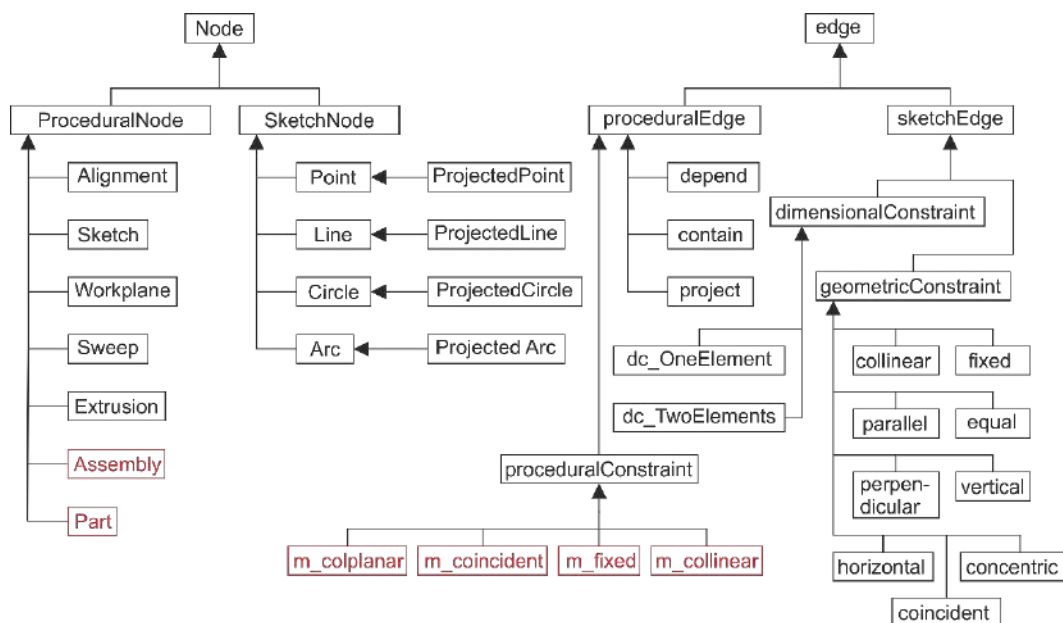 Node
edge
ProceduralNode
SketchNode
proceduralEdge
sketchEdge
Alignment
Point
ProjectedPoint
depend
dimensionalConstraint
Sketch
Line
ProjectedLine
contain
Workplane
Circle
ProjectedCircle
project
geometricConstraint
Sweep
Arc
Projected Arc
dc_OneElement
collinear
fixed
Extrusion
dc_TwoElements
parallel
equal
Assembly
proceduralConstraint
perpen-
dicular
vertical
Part
m_colplanar
m_coincident
m_fixed
m_collinear
horizontal
concentric
coincident